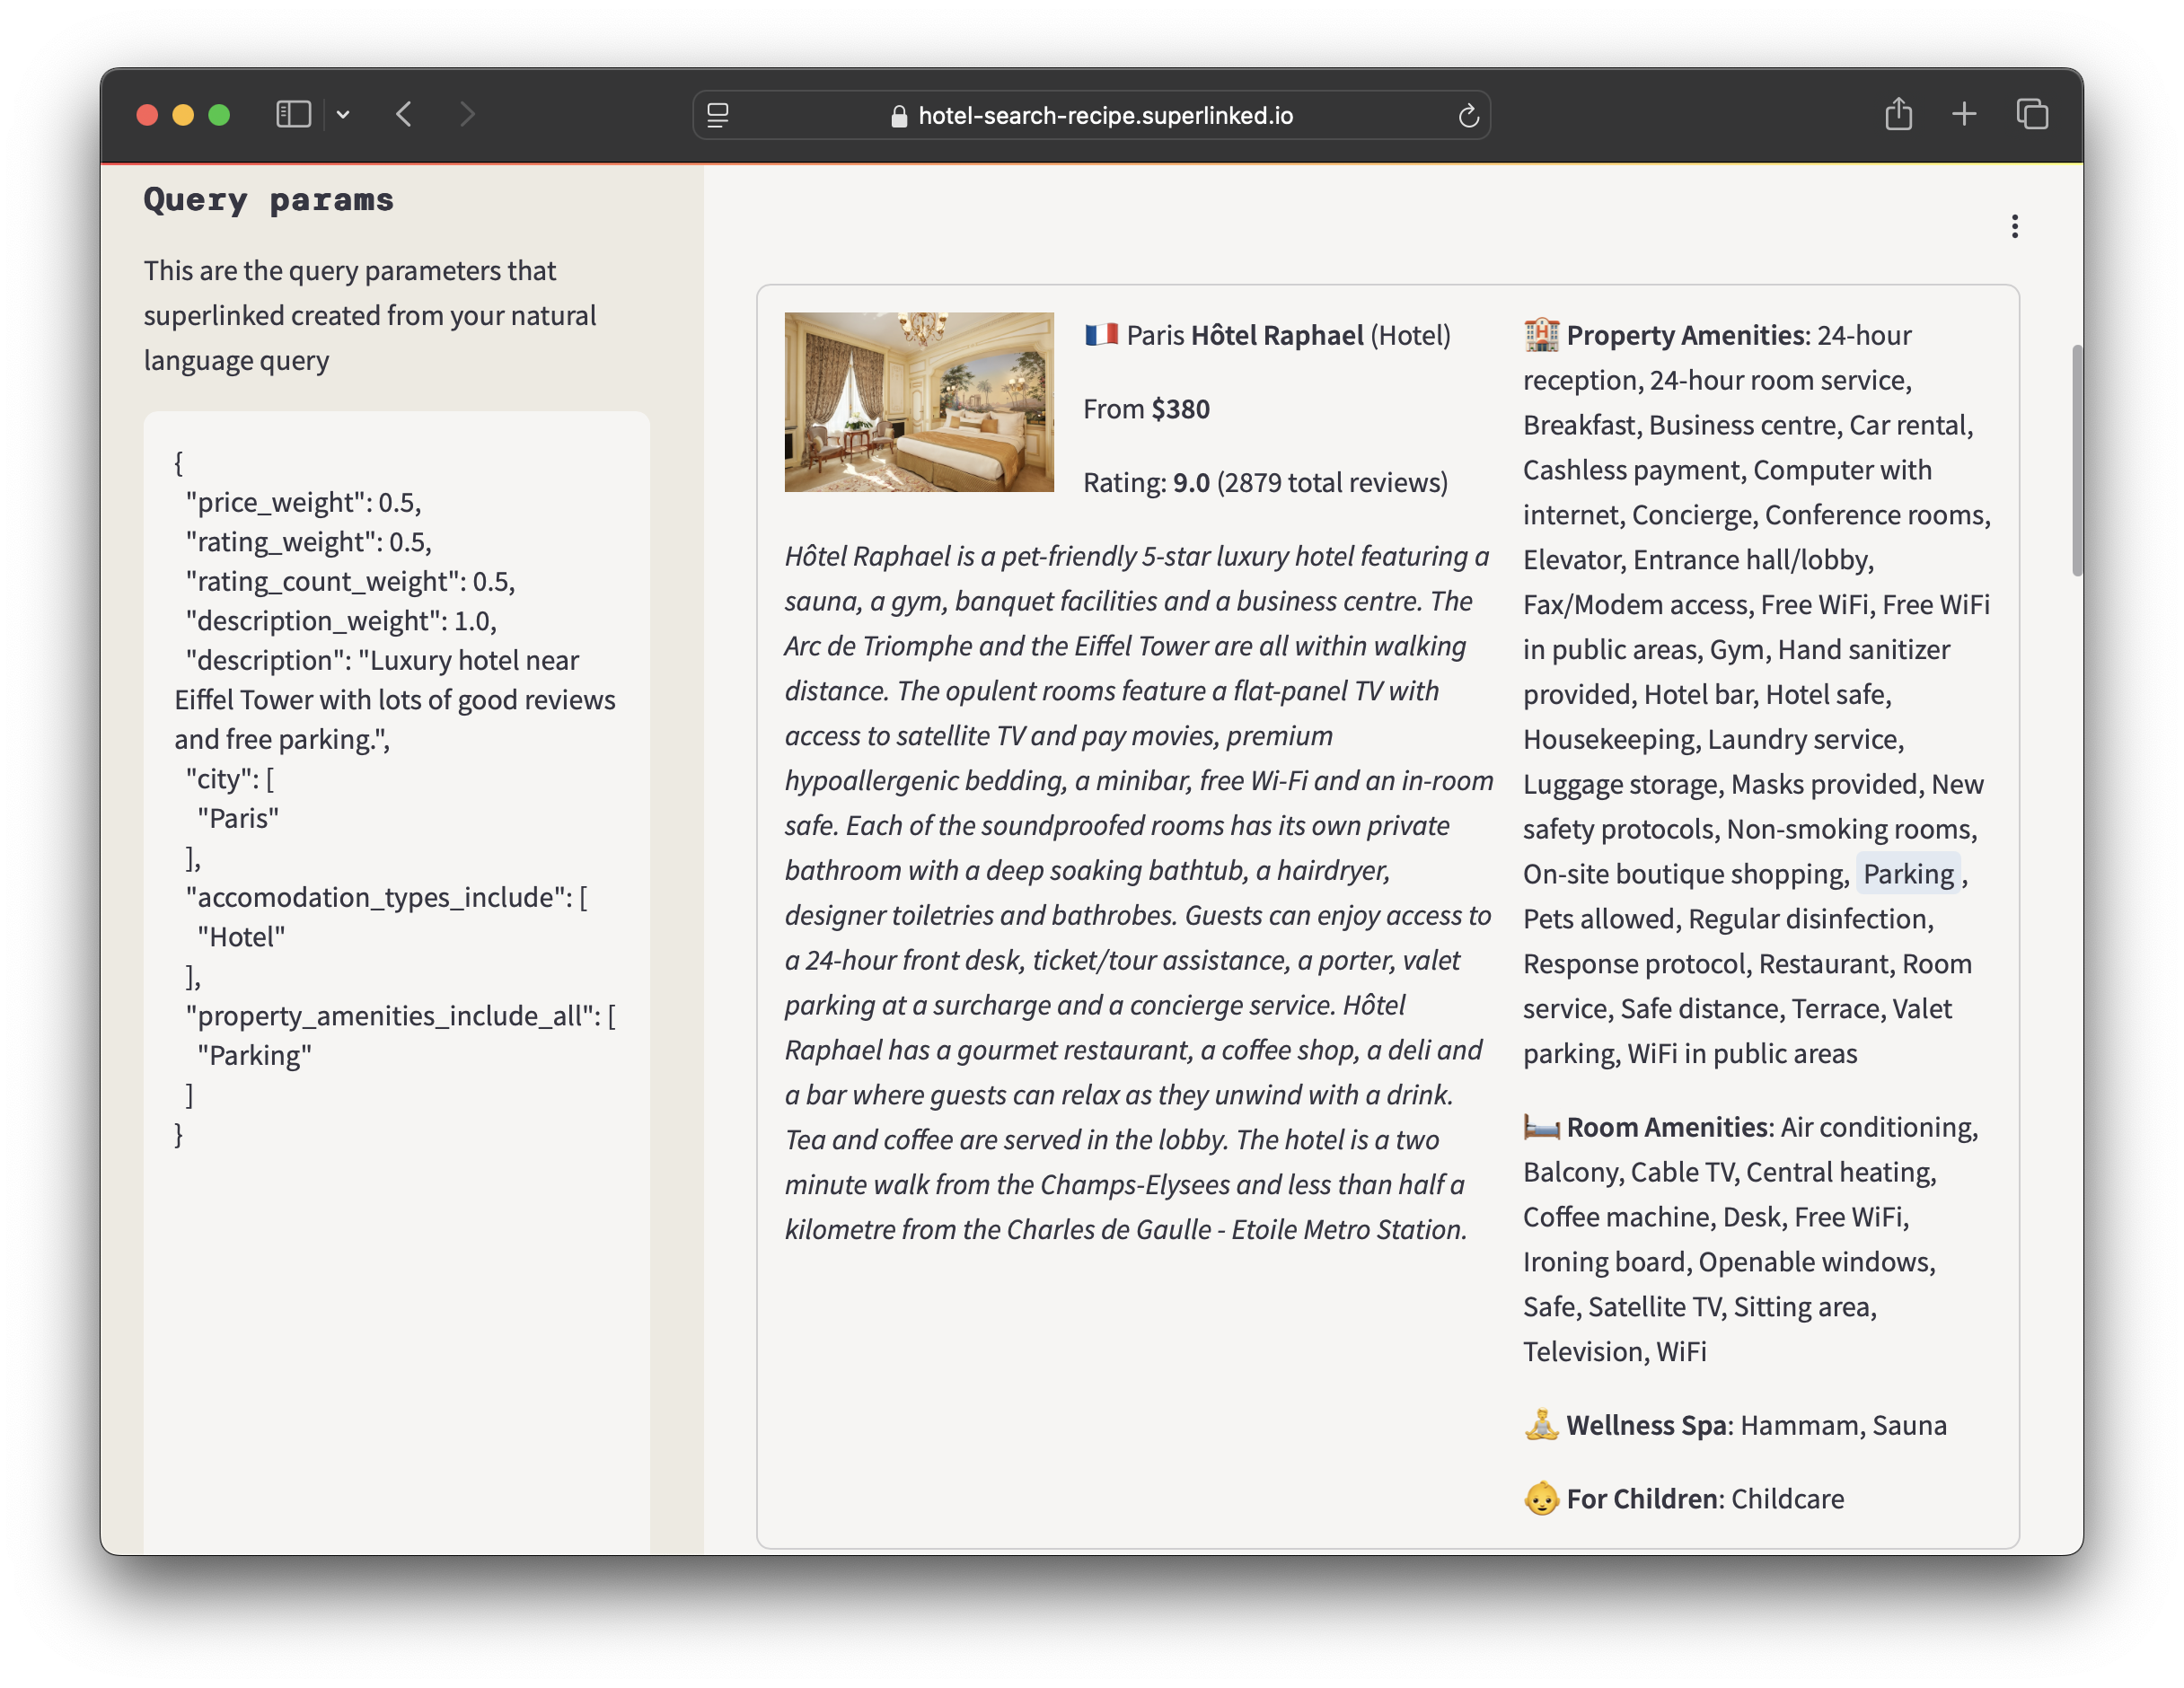 hotel-search-recipe.superlinked.io
Query params
This are the query parameters that
superlinked created from your natural
language query
{
"price_weight": 0.5,
"rating_weight": 0.5,
"rating_count_weight": 0.5,
"description_weight": 1.0,
"description": "Luxury hotel near
Eiffel Tower with lots of good reviews
and free parking.",
"city": [
"Paris"
],
"accomodation_types_include": [
"Hotel"
],
"property_amenities_include_all": [
"Parking"
]
}
🇫🇷 Paris Hôtel Raphael (Hotel)
From $380
Rating: 9.0 (2879 total reviews)
Hôtel Raphael is a pet-friendly 5-star luxury hotel featuring a
sauna, a gym, banquet facilities and a business centre. The
Arc de Triomphe and the Eiffel Tower are all within walking
distance. The opulent rooms feature a flat-panel TV with
access to satellite TV and pay movies, premium
hypoallergenic bedding, a minibar, free Wi-Fi and an in-room
safe. Each of the soundproofed rooms has its own private
bathroom with a deep soaking bathtub, a hairdryer,
designer toiletries and bathrobes. Guests can enjoy access to
a 24-hour front desk, ticket/tour assistance, a porter, valet
parking at a surcharge and a concierge service. Hôtel
Raphael has a gourmet restaurant, a coffee shop, a deli and
a bar where guests can relax as they unwind with a drink.
Tea and coffee are served in the lobby. The hotel is a two
minute walk from the Champs-Elysees and less than half a
kilometre from the Charles de Gaulle - Etoile Metro Station.
🏨 Property Amenities: 24-hour
reception, 24-hour room service,
Breakfast, Business centre, Car rental,
Cashless payment, Computer with
internet, Concierge, Conference rooms,
Elevator, Entrance hall/lobby,
Fax/Modem access, Free WiFi, Free WiFi
in public areas, Gym, Hand sanitizer
provided, Hotel bar, Hotel safe,
Housekeeping, Laundry service,
Luggage storage, Masks provided, New
safety protocols, Non-smoking rooms,
On-site boutique shopping, Parking,
Pets allowed, Regular disinfection,
Response protocol, Restaurant, Room
service, Safe distance, Terrace, Valet
parking, WiFi in public areas
🛏️ Room Amenities: Air conditioning,
Balcony, Cable TV, Central heating,
Coffee machine, Desk, Free WiFi,
Ironing board, Openable windows,
Safe, Satellite TV, Sitting area,
Television, WiFi
🧘 Wellness Spa: Hammam, Sauna
👶 For Children: Childcare